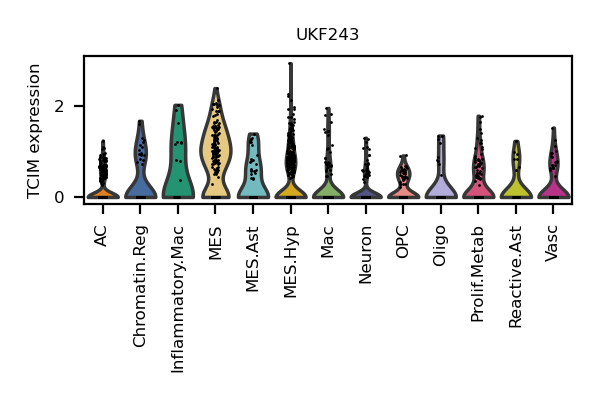 UKF243
TCIM expression
2
0
AC
Chromatin.Reg
Inflammatory.Mac
MES
MES.Ast
MES.Hyp
Mac
Neuron
OPC
Oligo
Prolif.Metab
Reactive.Ast
Vasc